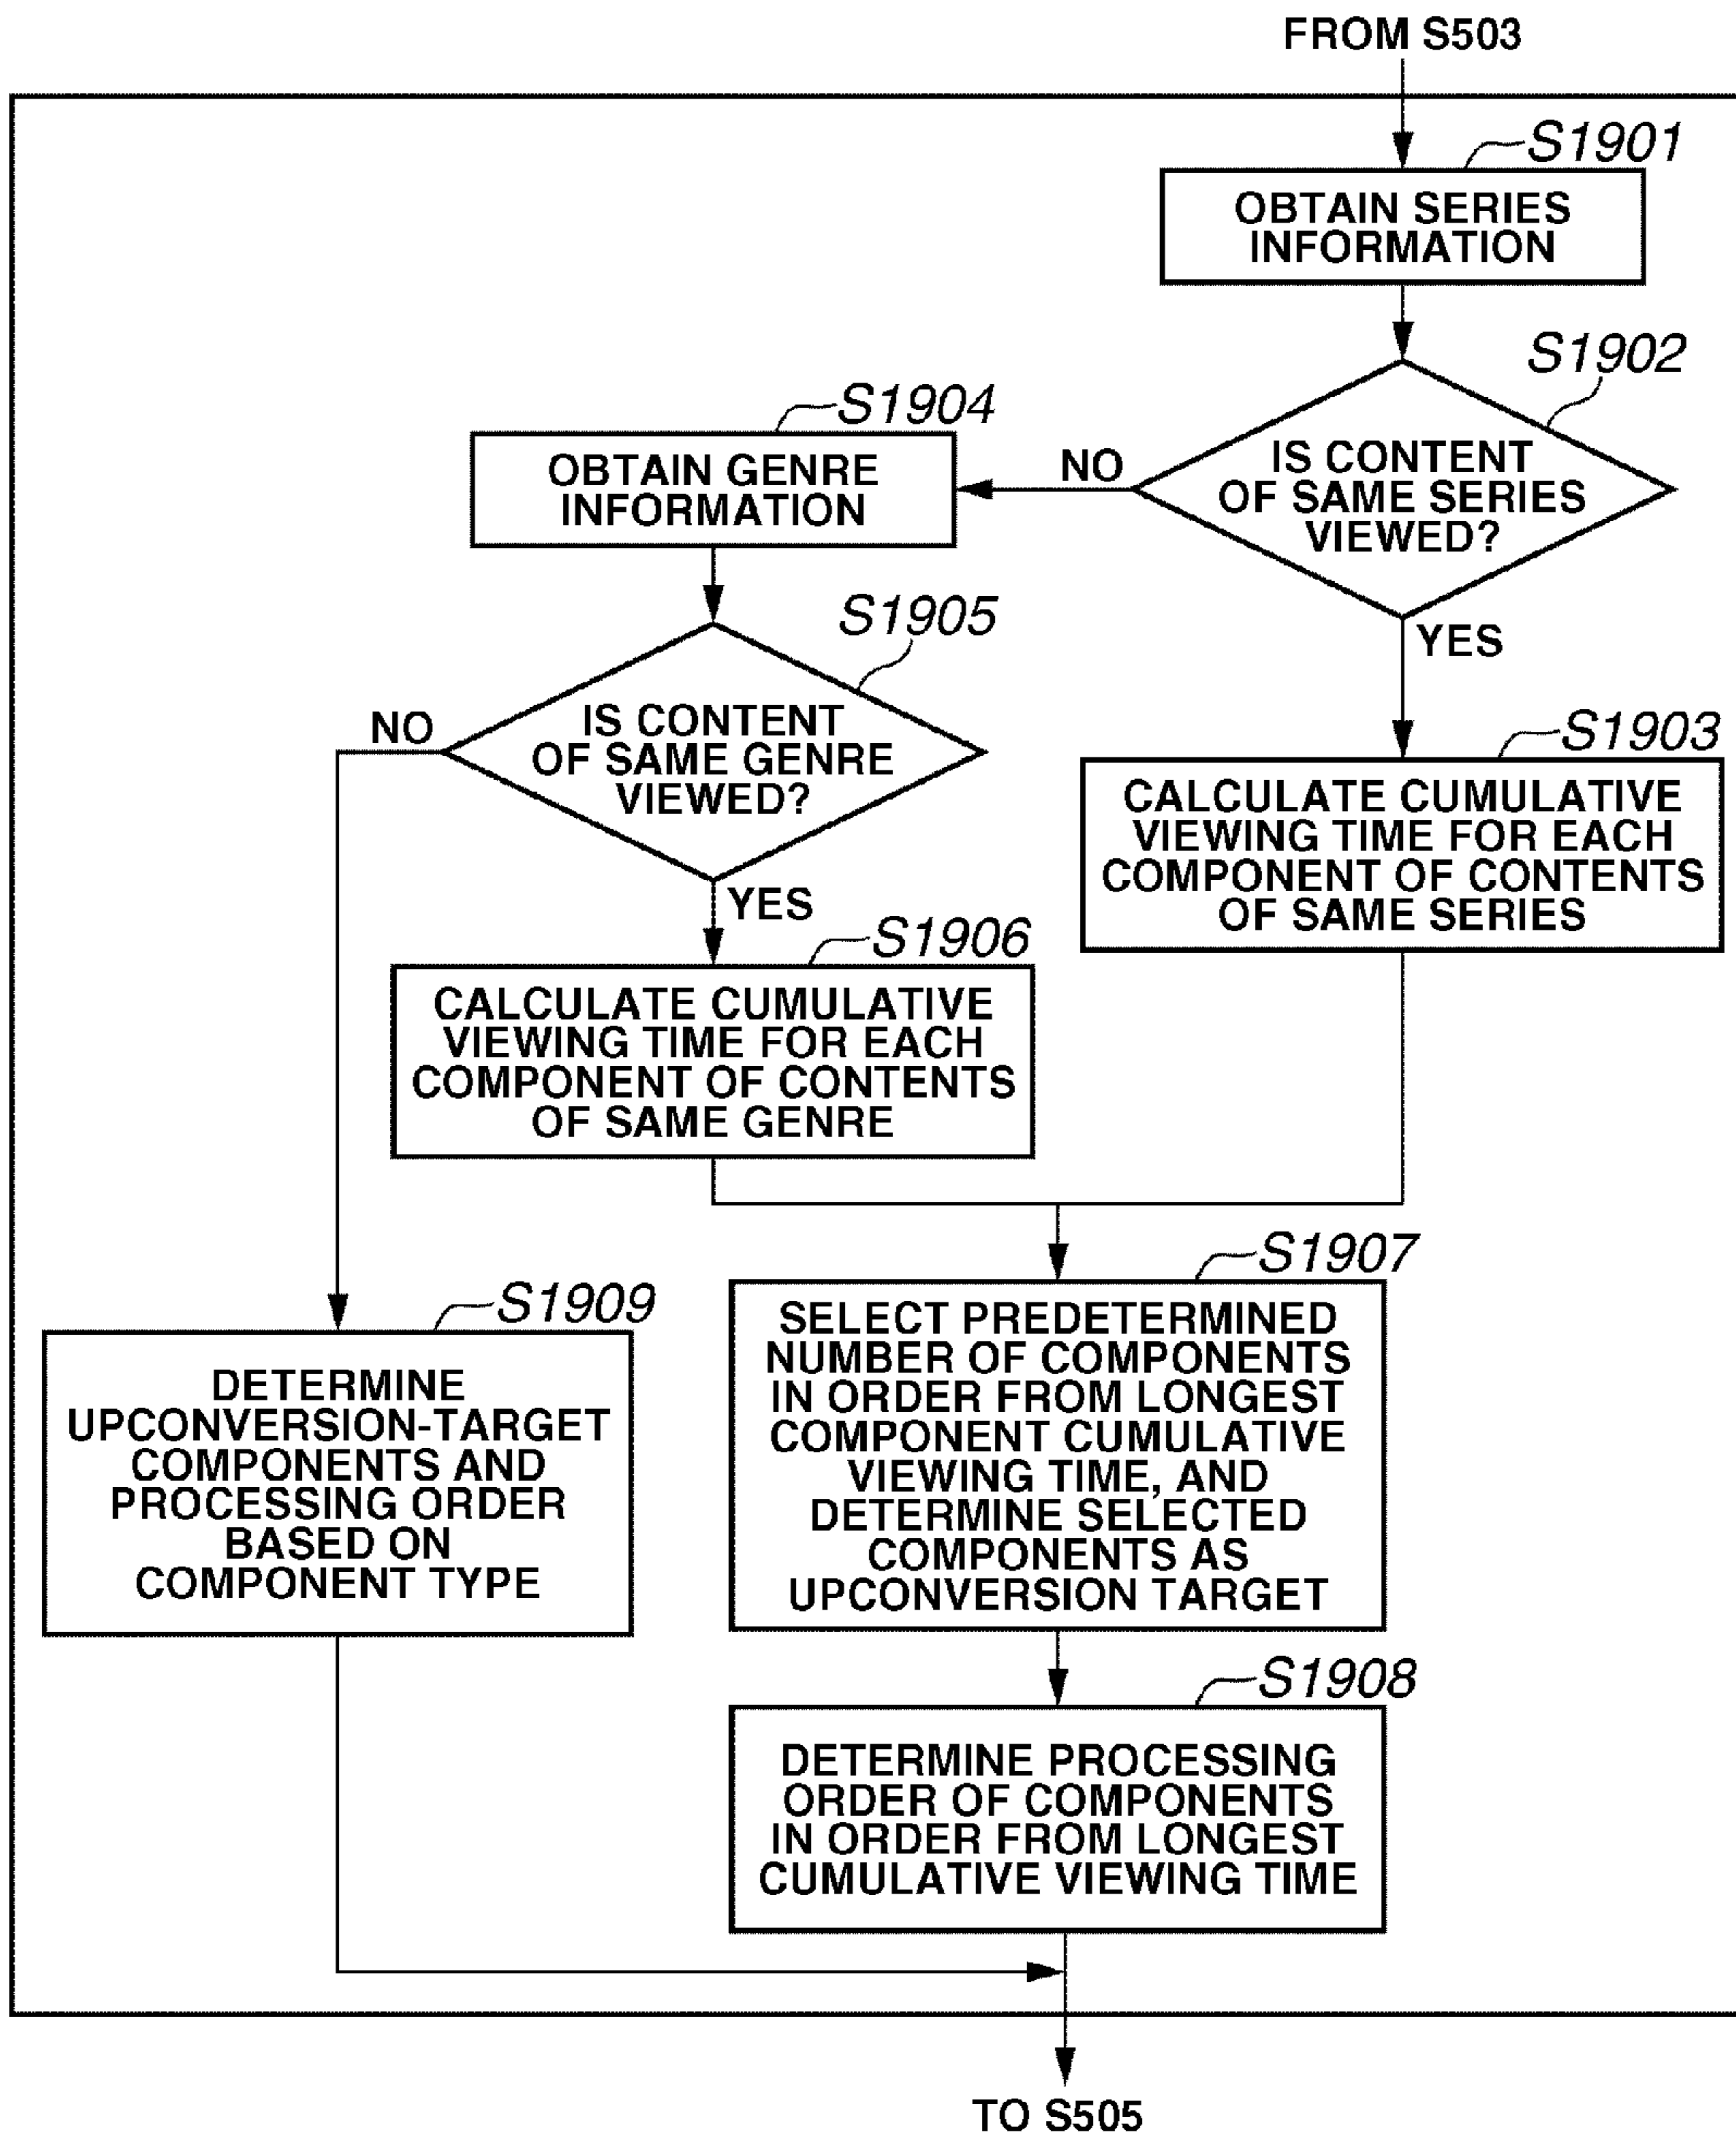 FROM S503
S1901
OBTAIN SERIES
INFORMATION
S1902
IS CONTENT
OF SAME SERIES
VIEWED?
NO
YES
S1904
OBTAIN GENRE
INFORMATION
S1905
IS CONTENT
OF SAME GENRE
VIEWED?
NO
YES
S1903
CALCULATE CUMULATIVE
VIEWING TIME FOR EACH
COMPONENT OF CONTENTS
OF SAME SERIES
S1906
CALCULATE CUMULATIVE
VIEWING TIME FOR EACH
COMPONENT OF CONTENTS
OF SAME GENRE
S1907
SELECT PREDETERMINED
NUMBER OF COMPONENTS
IN ORDER FROM LONGEST
COMPONENT CUMULATIVE
VIEWING TIME, AND
DETERMINE SELECTED
COMPONENTS AS
UPCONVERSION TARGET
S1909
DETERMINE
UPCONVERSION-TARGET
COMPONENTS AND
PROCESSING ORDER
BASED ON
COMPONENT TYPE
S1908
DETERMINE PROCESSING
ORDER OF COMPONENTS
IN ORDER FROM LONGEST
CUMULATIVE VIEWING TIME
TO S505